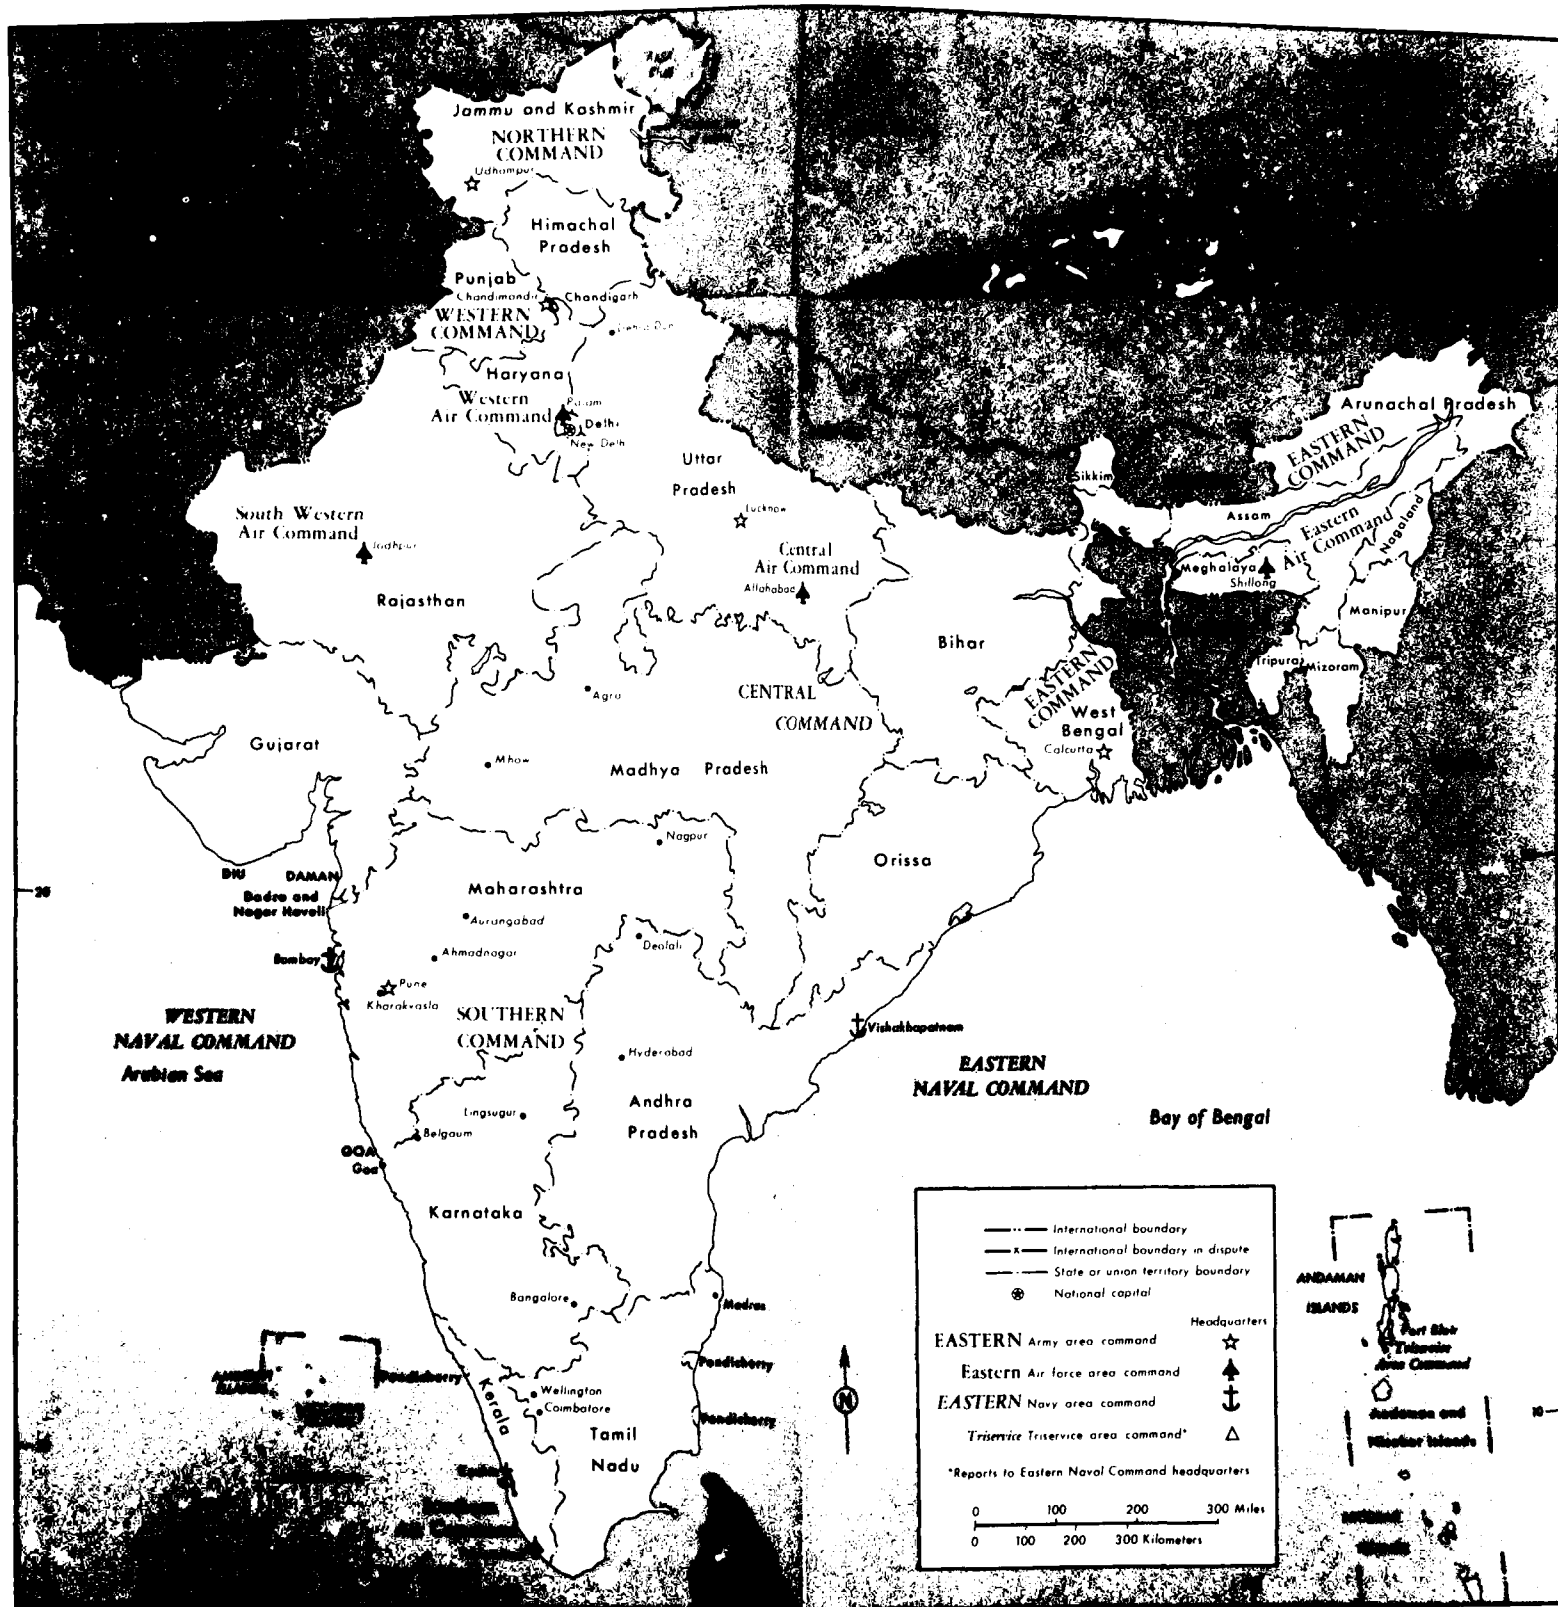 Jammu and Kashmir
NORTHERN
COMMAND
Udhampur
Himachal
Pradesh
Punjab
Chandimandir
Chandigarh
WESTERN
COMMAND
Haryana
Western
Air Command
Palam
Delhi
New Delhi
Uttar
Pradesh
Lucknow
South Western
Air Command
Jodhpur
Rajasthan
Central
Air Command
Allahabad
Sikkim
Arunachal Pradesh
EASTERN
COMMAND
Assam
Eastern
Air Command
Nagaland
Meghalaya
Shillong
Manipur
Tripura
Mizoram
Bihar
EASTERN
COMMAND
West
Bengal
Calcutta
Agra
CENTRAL
COMMAND
Gujarat
Mhow
Madhya Pradesh
Nagpur
Orissa
DIU
DAMAN
Dadra and
Nagar Haveli
20
Maharashtra
Aurangabad
Ahmadnagar
Deolali
Bombay
Pune
Kharakvasla
SOUTHERN
COMMAND
WESTERN
NAVAL COMMAND
Arabian Sea
Vishakhapatnam
Hyderabad
EASTERN
NAVAL COMMAND
Bay of Bengal
Andhra
Pradesh
Lingsugur
Belgaum
GOA
Goa
Karnataka
Bangalore
Madras
Pondicherry
Pondicherry
Pondicherry
Kerala
Wellington
Coimbatore
Tamil
Nadu
N
International boundary
International boundary in dispute
State or union territory boundary
National capital
Headquarters
EASTERN Army area command
Eastern Air force area command
EASTERN Navy area command
Triservice Triservice area command*
*Reports to Eastern Naval Command headquarters
0 100 200 300 Miles
0 100 200 300 Kilometers
ANDAMAN
ISLANDS
Port Blair
Triservice
Area Command
Andaman and
Nicobar Islands
10